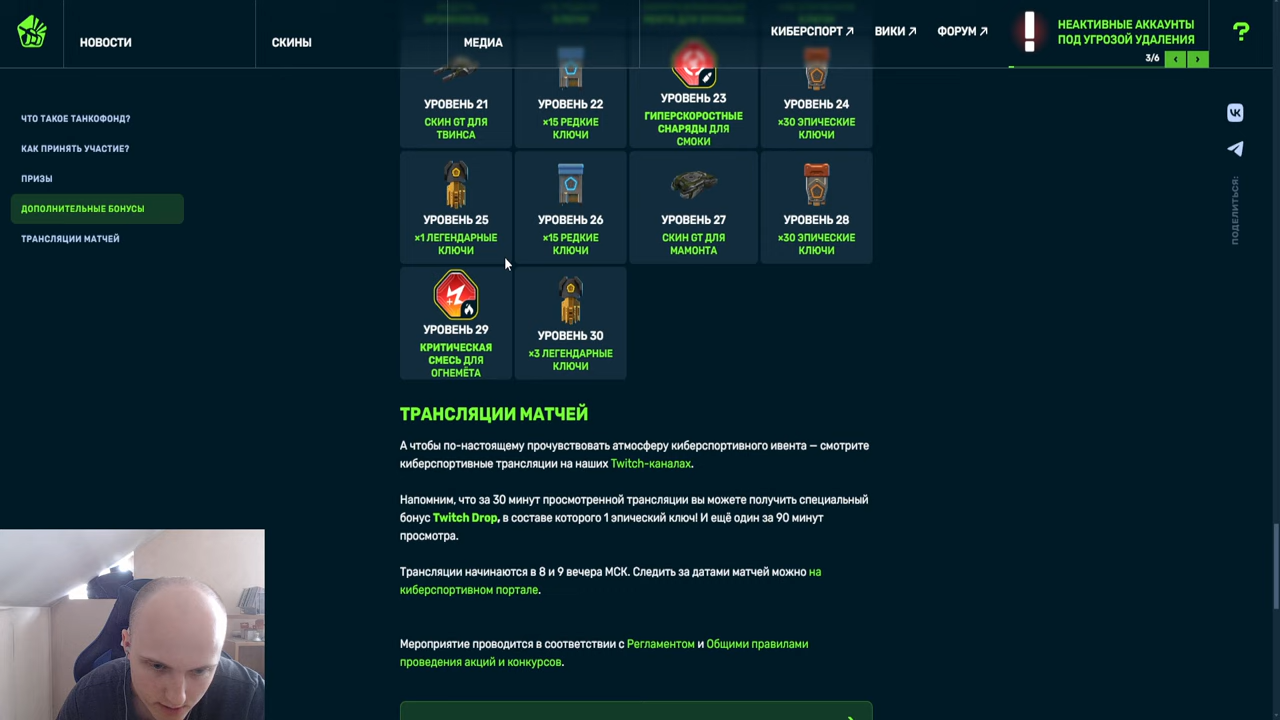 НОВОСТИ
СКИНЫ
МЕДИА
КИБЕРСПОРТ
ВИКИ
ФОРУМ
НЕАКТИВНЫЕ АККАУНТЫ
ПОД УГРОЗОЙ УДАЛЕНИЯ
3/6
?
ЧТО ТАКОЕ ТАНКОФОНД?
КАК ПРИНЯТЬ УЧАСТИЕ?
ПРИЗЫ
ДОПОЛНИТЕЛЬНЫЕ БОНУСЫ
ТРАНСЛЯЦИИ МАТЧЕЙ
УРОВЕНЬ 21
СКИН GT ДЛЯ
ТВИНСА
УРОВЕНЬ 22
×15 РЕДКИЕ
КЛЮЧИ
УРОВЕНЬ 23
ГИПЕРСКОРОСТНЫЕ
СНАРЯДЫ ДЛЯ
СМОКИ
УРОВЕНЬ 24
×30 ЭПИЧЕСКИЕ
КЛЮЧИ
УРОВЕНЬ 25
×1 ЛЕГЕНДАРНЫЕ
КЛЮЧИ
УРОВЕНЬ 26
×15 РЕДКИЕ
КЛЮЧИ
УРОВЕНЬ 27
СКИН GT ДЛЯ
МАМОНТА
УРОВЕНЬ 28
×30 ЭПИЧЕСКИЕ
КЛЮЧИ
УРОВЕНЬ 29
КРИТИЧЕСКАЯ
СМЕСЬ ДЛЯ
ОГНЕМЁТА
УРОВЕНЬ 30
×3 ЛЕГЕНДАРНЫЕ
КЛЮЧИ
ТРАНСЛЯЦИИ МАТЧЕЙ
А чтобы по-настоящему прочувствовать атмосферу киберспортивного ивента — смотрите
киберспортивные трансляции на наших Twitch-каналах.
Напомним, что за 30 минут просмотренной трансляции вы можете получить специальный
бонус Twitch Drop, в составе которого 1 эпический ключ! И ещё один за 90 минут
просмотра.
Трансляции начинаются в 8 и 9 вечера МСК. Следить за датами матчей можно на
киберспортивном портале.
Мероприятие проводится в соответствии с Регламентом и Общими правилами
проведения акций и конкурсов.
ПОДЕЛИТЬСЯ: